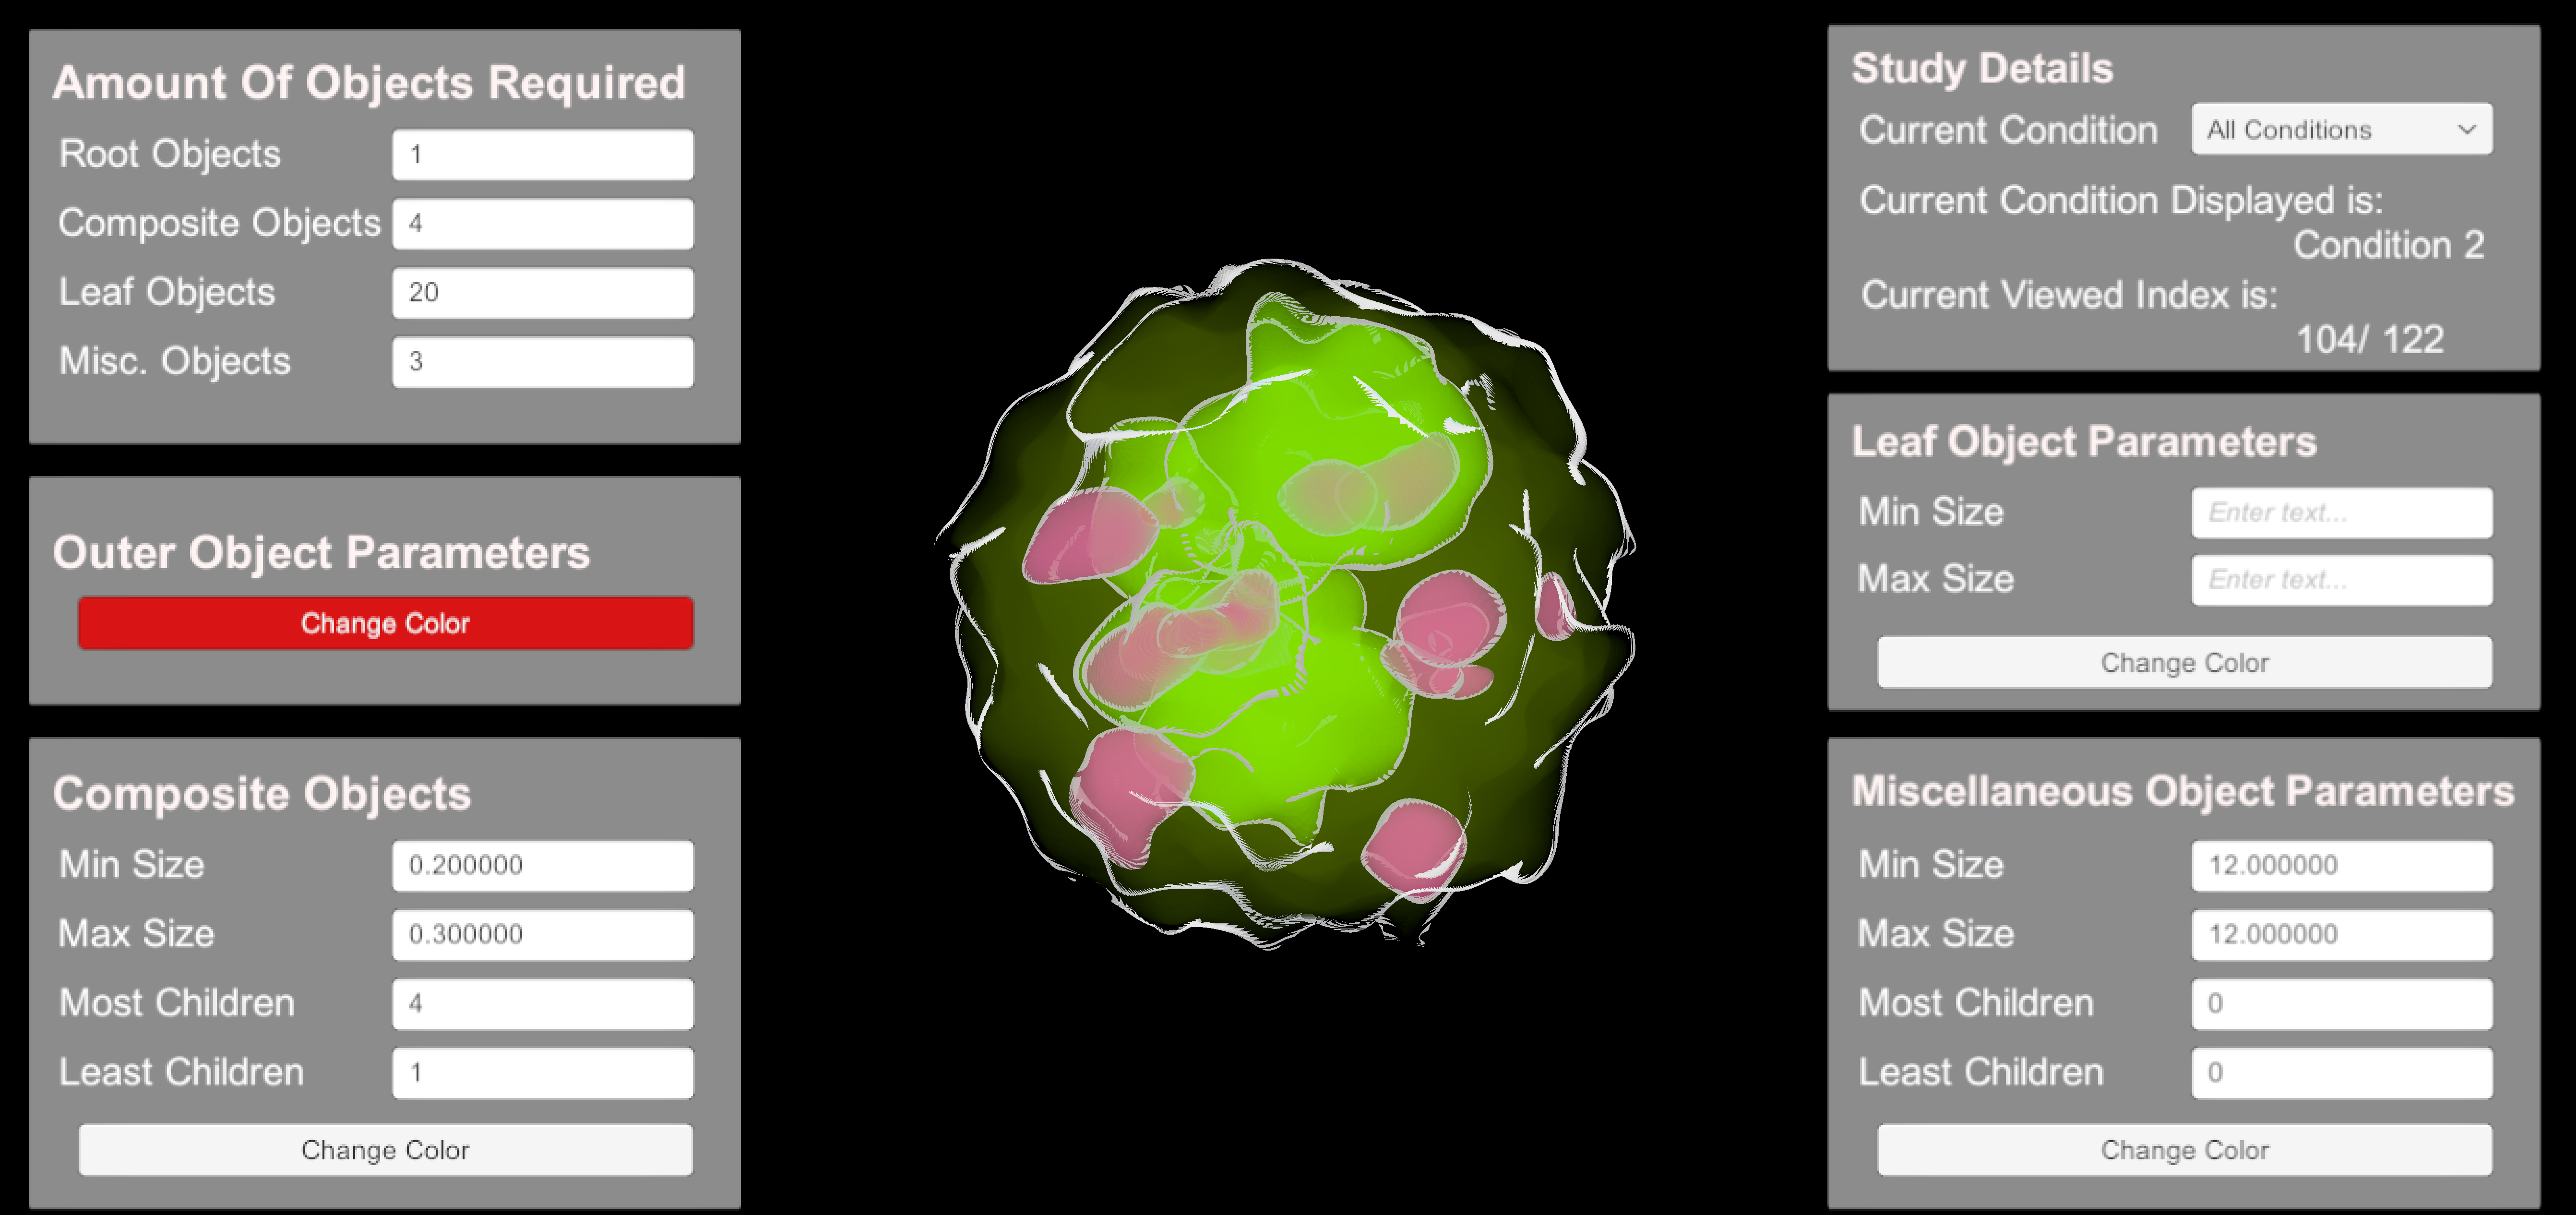 Amount Of Objects Required
Root Objects 1
Composite Objects 4
Leaf Objects 20
Misc. Objects 3
Outer Object Parameters
Change Color
Composite Objects
Min Size 0.200000
Max Size 0.300000
Most Children 4
Least Children 1
Change Color
Study Details
Current Condition All Conditions
Current Condition Displayed is:
Condition 2
Current Viewed Index is:
104/ 122
Leaf Object Parameters
Min Size Enter text...
Max Size Enter text...
Change Color
Miscellaneous Object Parameters
Min Size 12.000000
Max Size 12.000000
Most Children 0
Least Children 0
Change Color